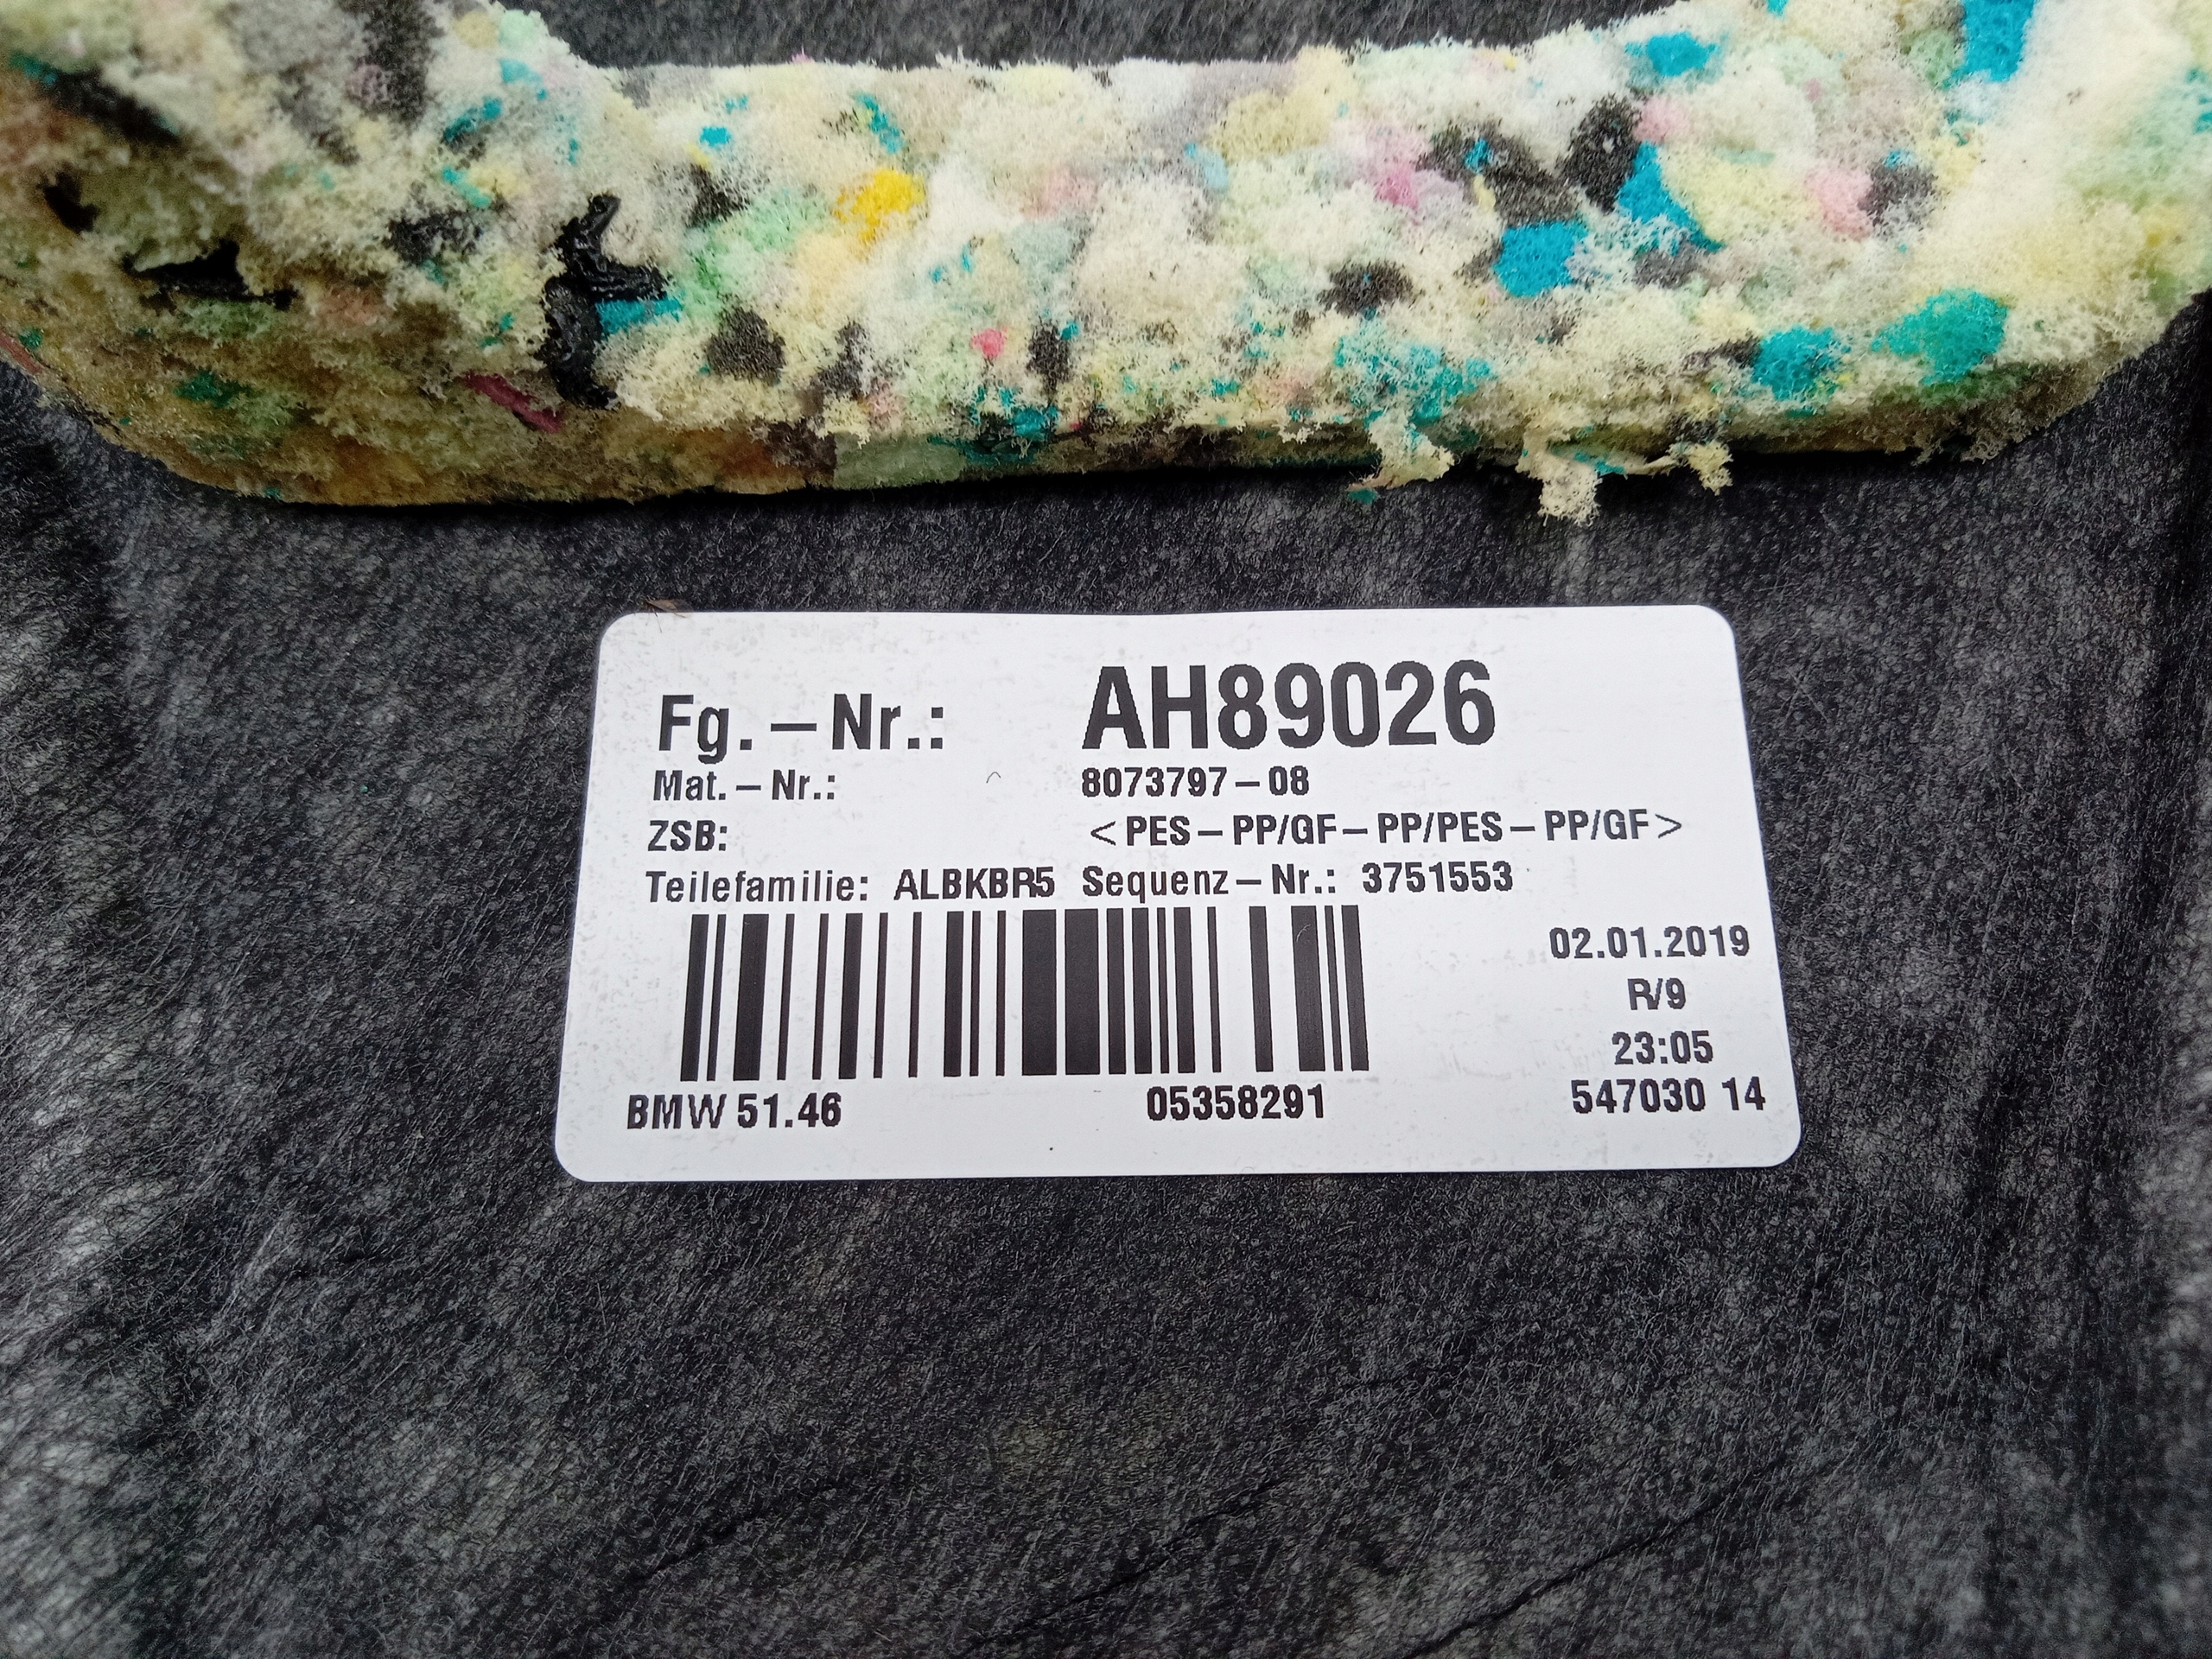 Fg.–Nr.: AH89026
Mat.–Nr.: 8073797–08
ZSB: <PES–PP/GF–PP/PES–PP/GF>
Teilefamilie: ALBKBR5 Sequenz–Nr.: 3751553
02.01.2019
R/9
23:05
BMW 51.46 05358291 547030 14